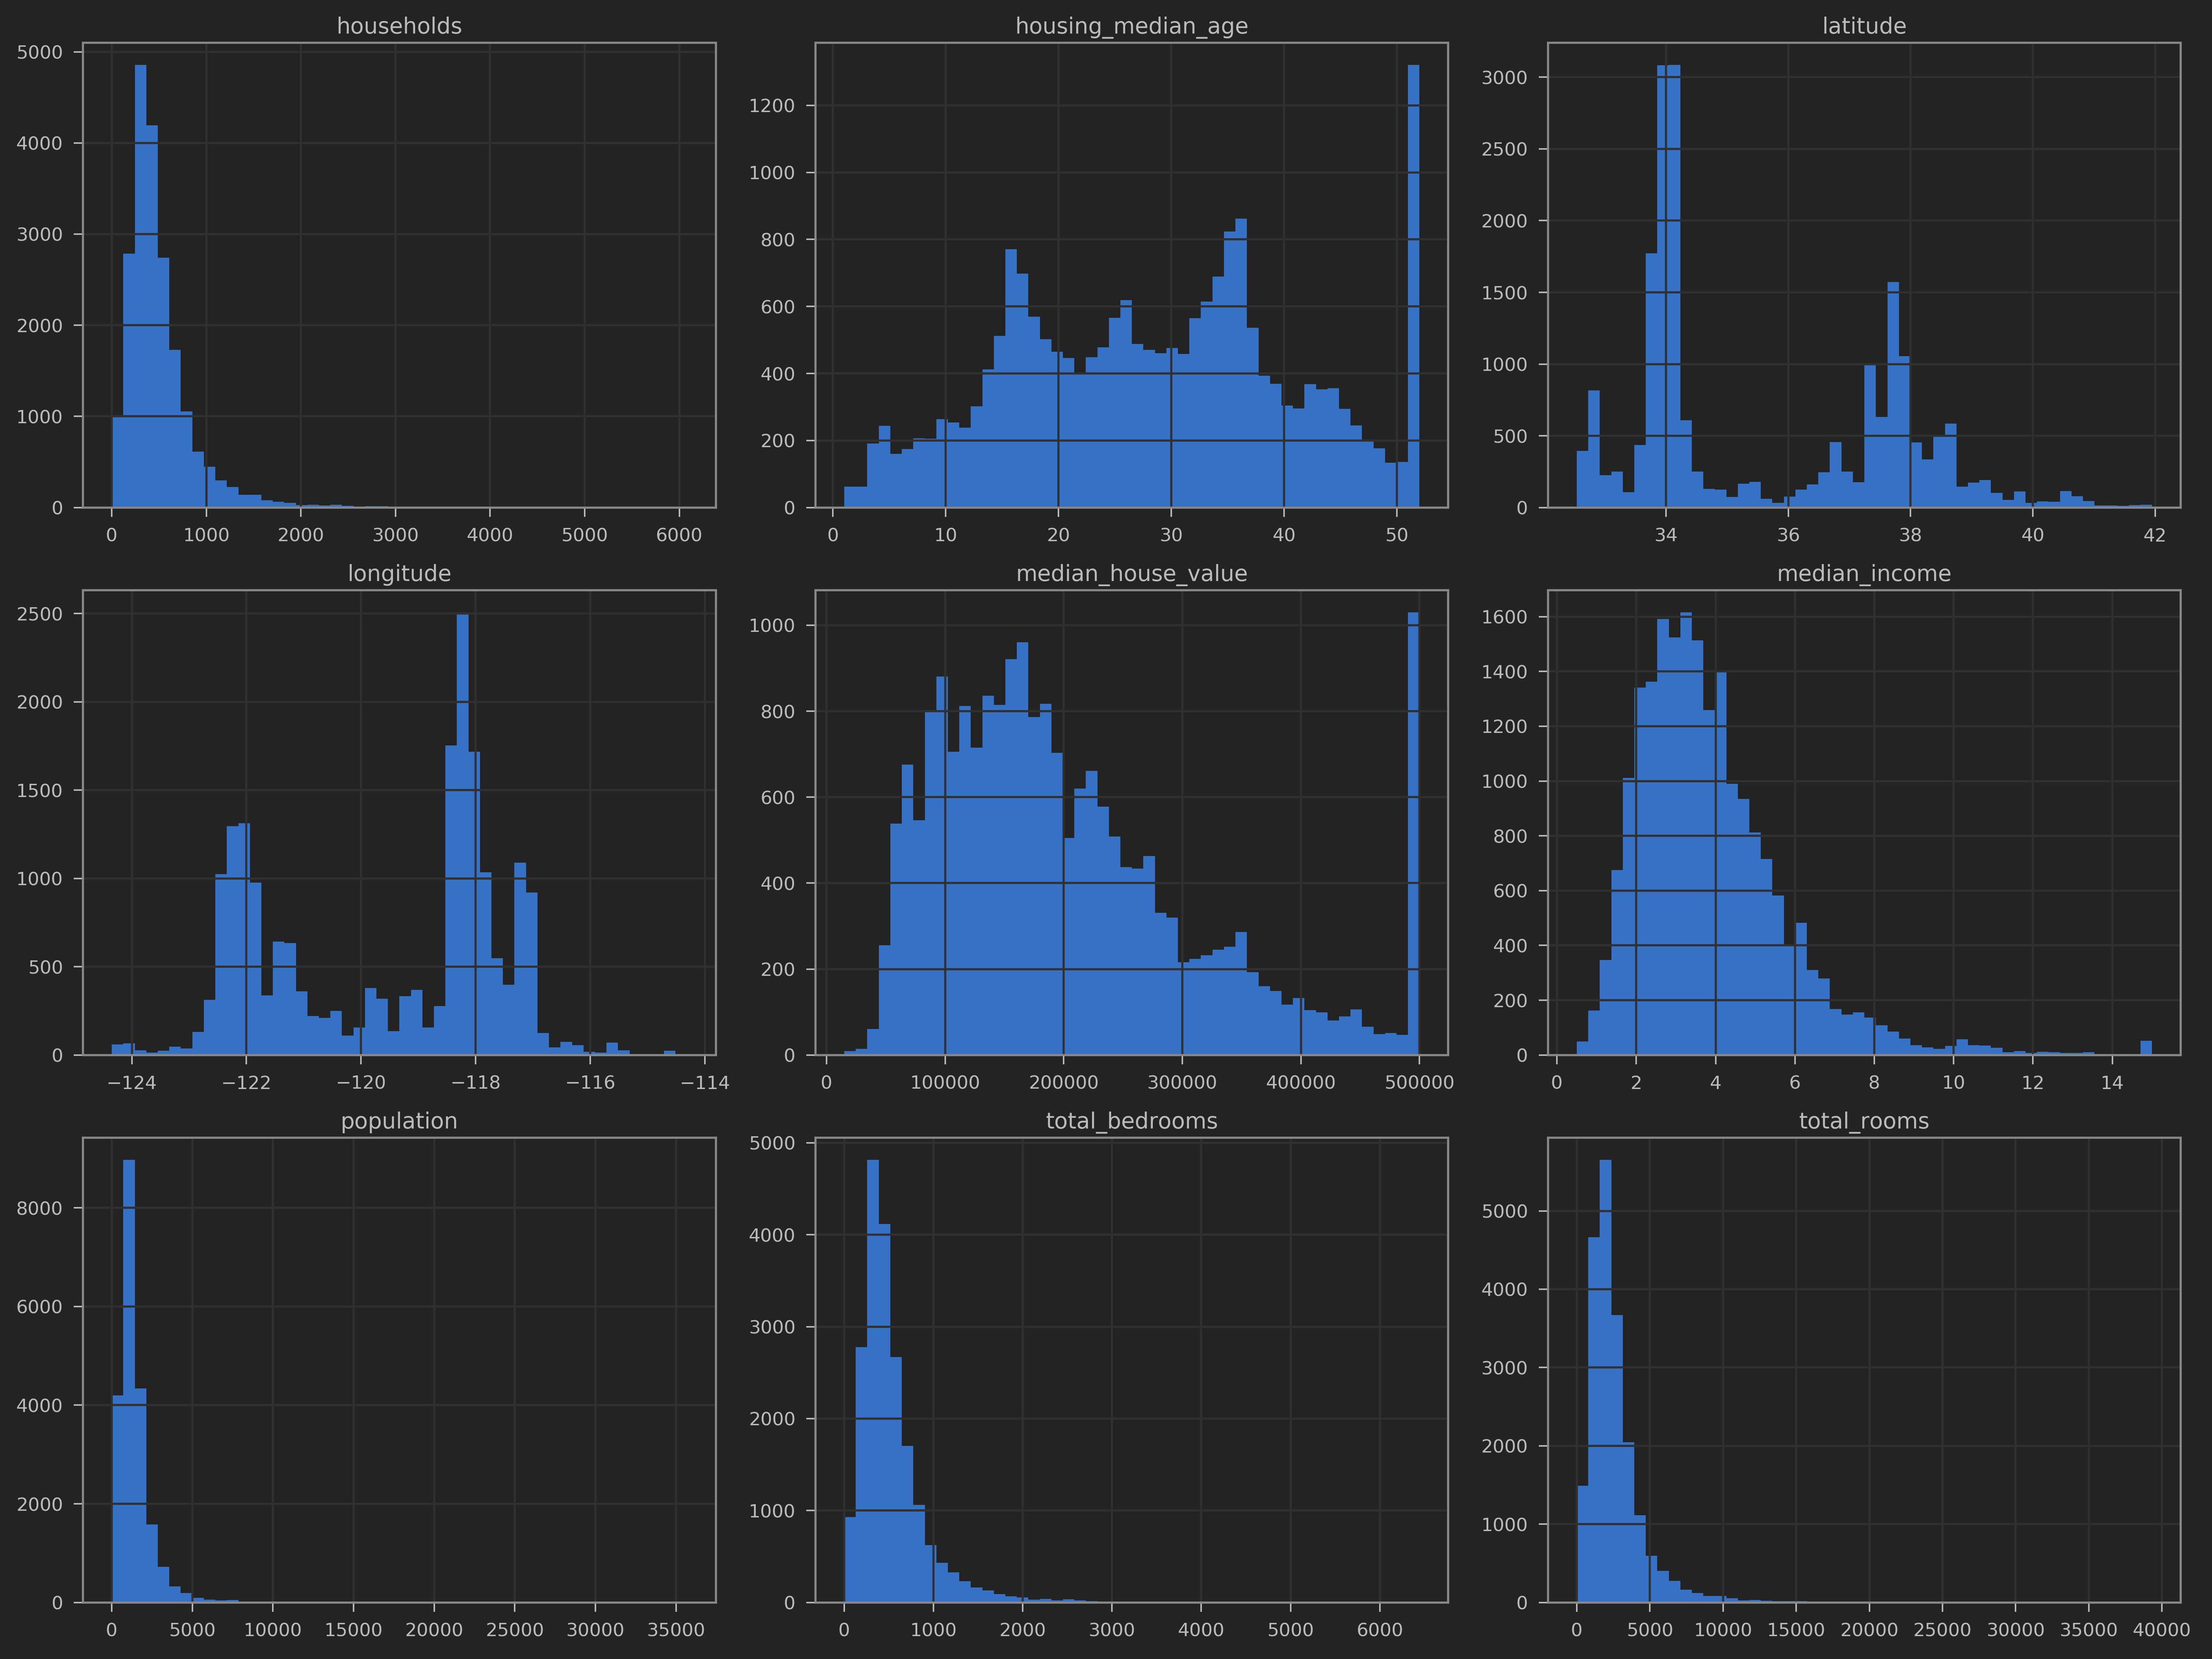 households housing_median_age latitude
5000 4000 3000 2000 1000 0
0 1000 2000 3000 4000 5000 6000
1200 1000 800 600 400 200 0
0 10 20 30 40 50
3000 2500 2000 1500 1000 500 0
34 36 38 40 42
longitude median_house_value median_income
2500 2000 1500 1000 500 0
−124 −122 −120 −118 −116 −114
1000 800 600 400 200 0
0 100000 200000 300000 400000 500000
1600 1400 1200 1000 800 600 400 200 0
0 2 4 6 8 10 12 14
population total_bedrooms total_rooms
8000 6000 4000 2000 0
0 5000 10000 15000 20000 25000 30000 35000
5000 4000 3000 2000 1000 0
0 1000 2000 3000 4000 5000 6000
5000 4000 3000 2000 1000 0
0 5000 10000 15000 20000 25000 30000 35000 40000